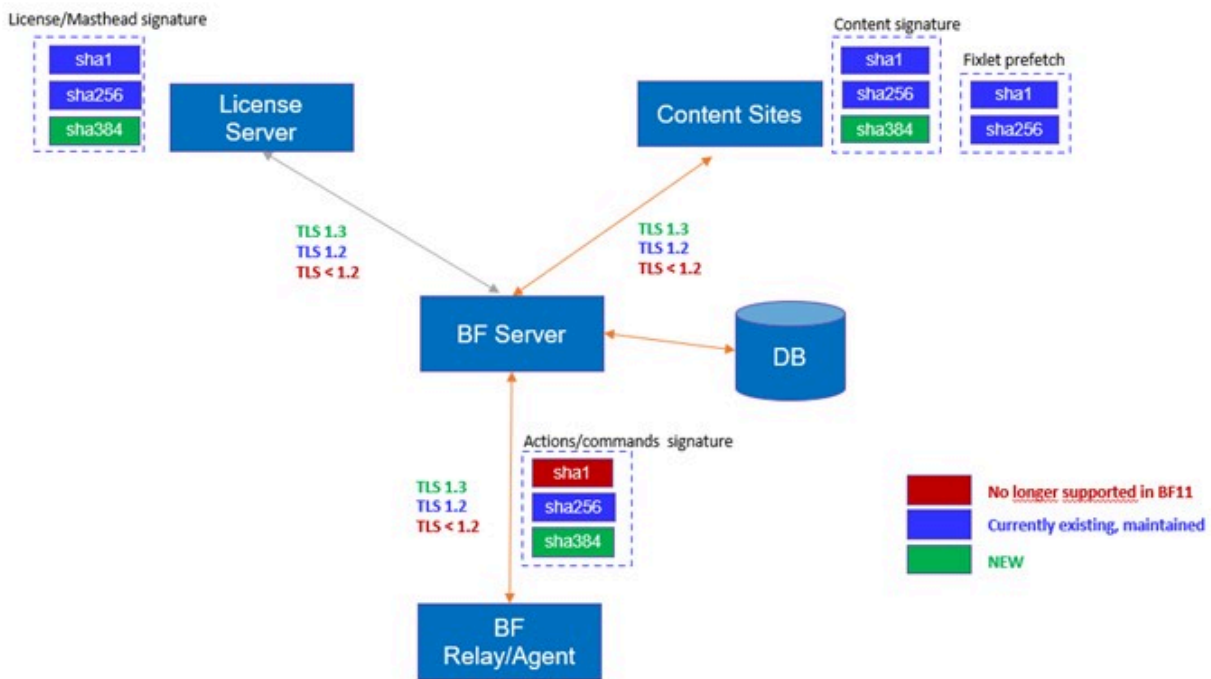 License/Masthead signature
sha1
sha256
sha384
License
Server
Content Sites
Content signature
sha1
sha256
sha384
Fixlet prefetch
sha1
sha256
TLS 1.3
TLS 1.2
TLS < 1.2
TLS 1.3
TLS 1.2
TLS < 1.2
BF Server
DB
Actions/commands signature
sha1
sha256
sha384
TLS 1.3
TLS 1.2
TLS < 1.2
BF
Relay/Agent
No longer supported in BF11
Currently existing, maintained
NEW